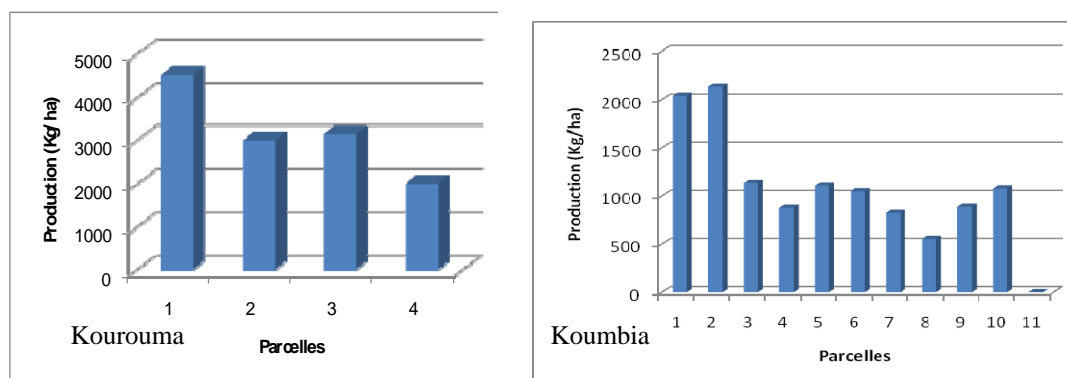 Production (Kg/ha)
5000
4000
3000
2000
1000
0
1 2 3 4
Kourouma
Parcelles
Production (Kg/ha)
2500
2000
1500
1000
500
0
1 2 3 4 5 6 7 8 9 10 11
Koumbia
Parcelles